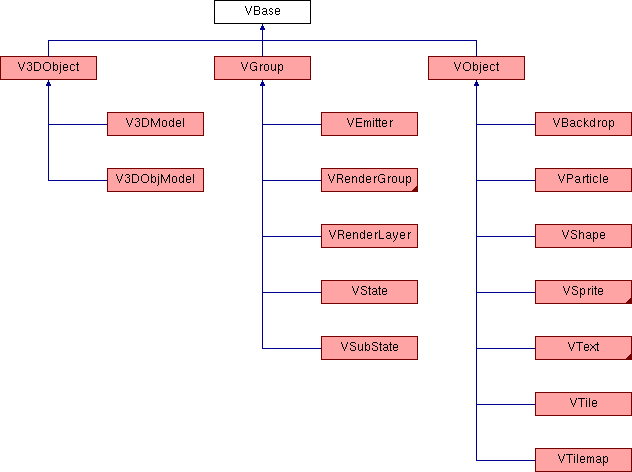 VBase
V3DObject
VGroup
VObject
V3DModel
VEmitter
VBackdrop
V3DObjModel
VRenderGroup
VParticle
VRenderLayer
VShape
VState
VSprite
VSubState
VText
VTile
VTilemap